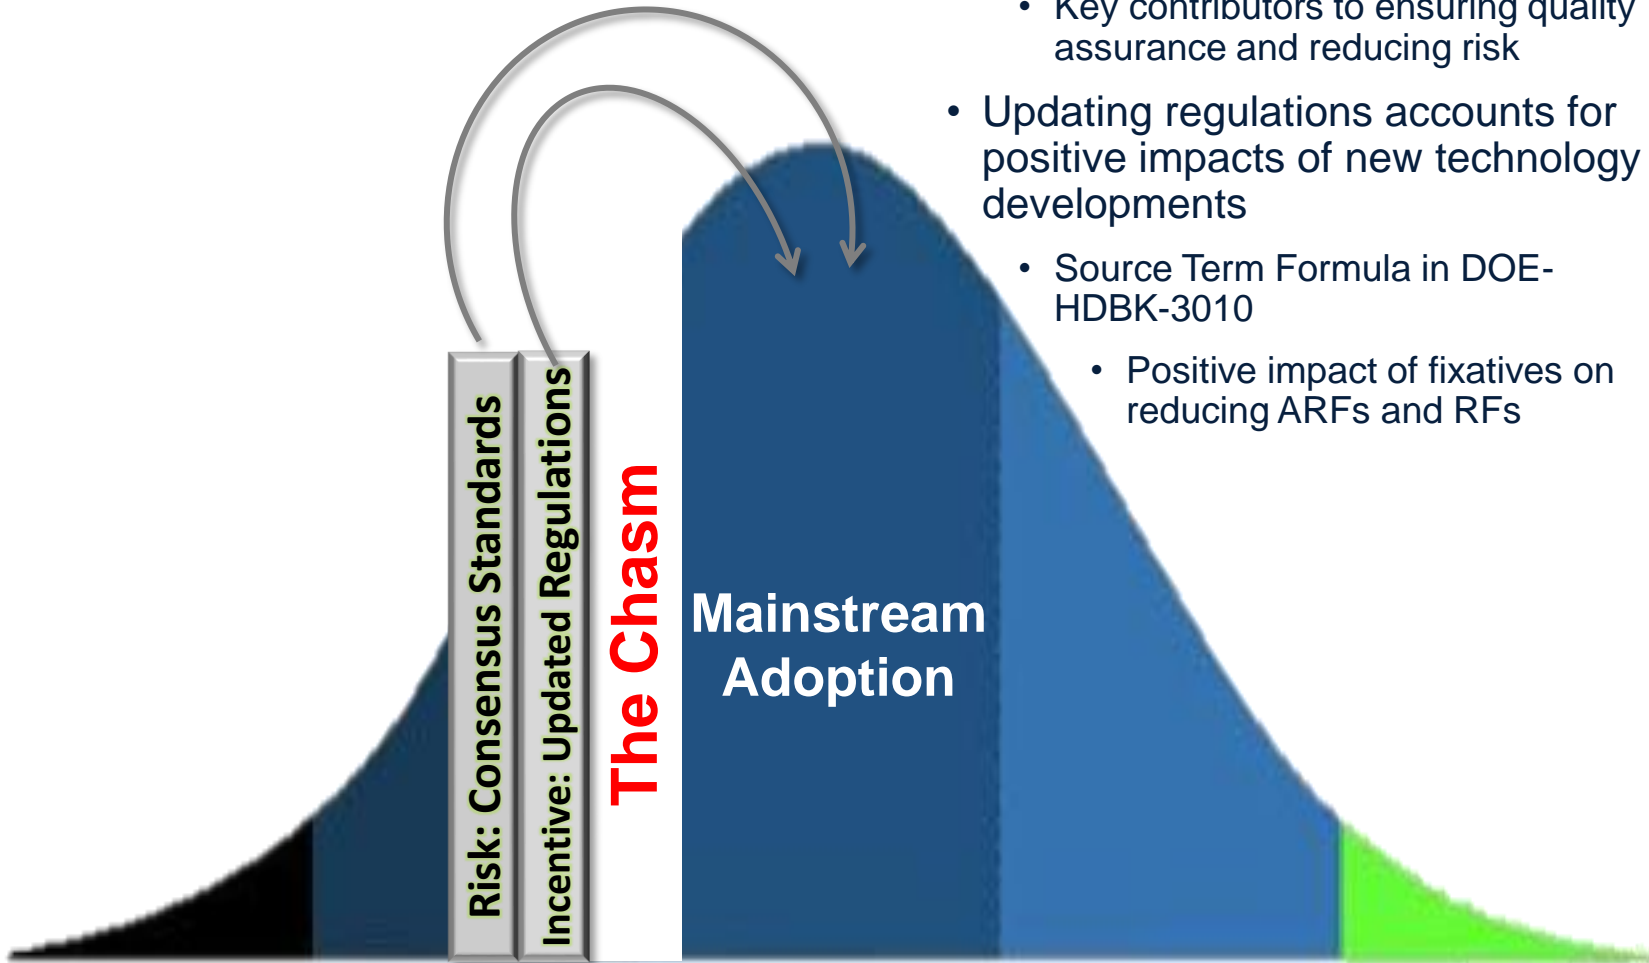 • Key contributors to ensuring quality
assurance and reducing risk
• Updating regulations accounts for
positive impacts of new technology
developments
• Source Term Formula in DOE-
HDBK-3010
• Positive impact of fixatives on
reducing ARFs and RFs
Risk: Consensus Standards
Incentive: Updated Regulations
The Chasm
Mainstream
Adoption